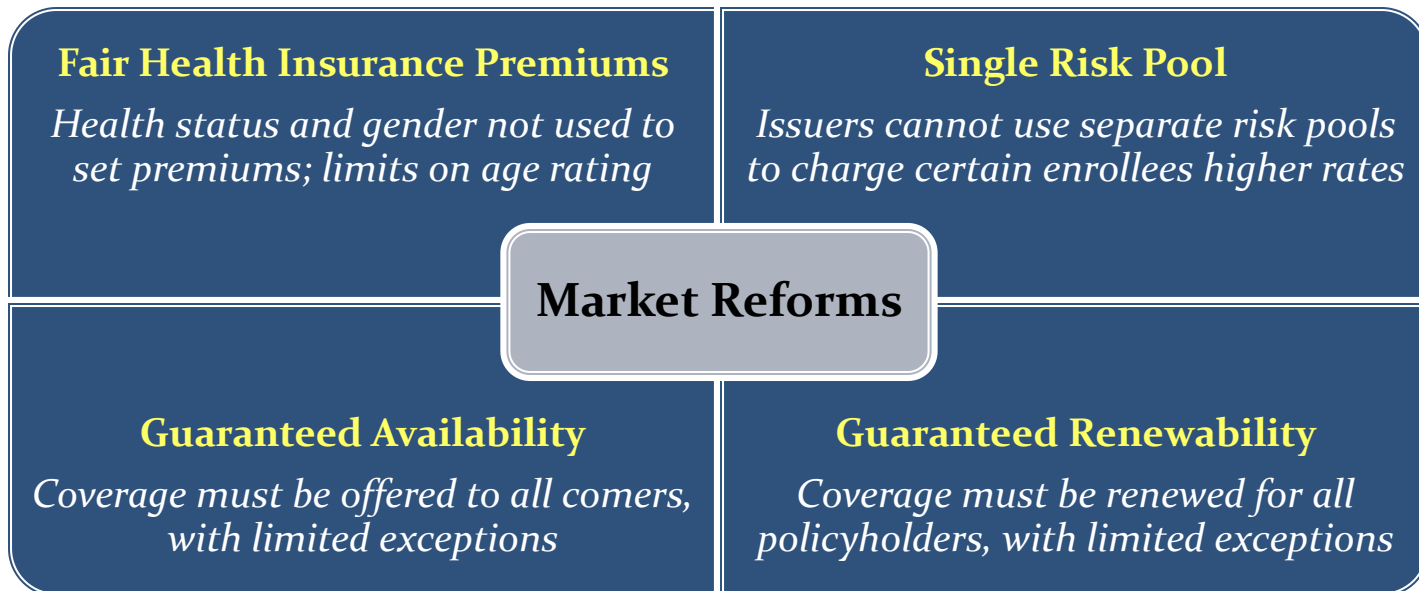 Fair Health Insurance Premiums
Health status and gender not used to
set premiums; limits on age rating
Single Risk Pool
Issuers cannot use separate risk pools
to charge certain enrollees higher rates
Market Reforms
Guaranteed Availability
Coverage must be offered to all comers,
with limited exceptions
Guaranteed Renewability
Coverage must be renewed for all
policyholders, with limited exceptions